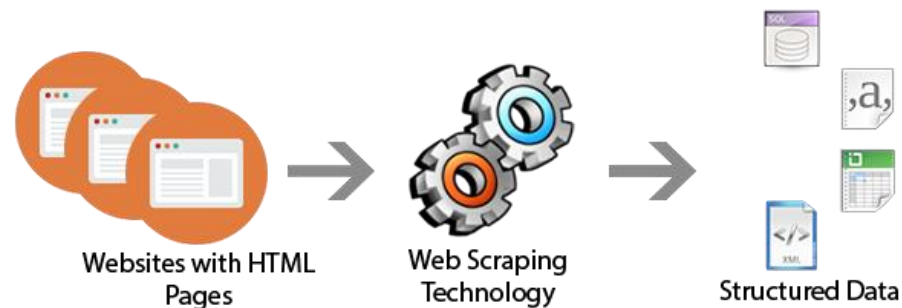 Websites with HTML
Pages
Web Scraping
Technology
SQL
,a,
</>
XML
Structured Data